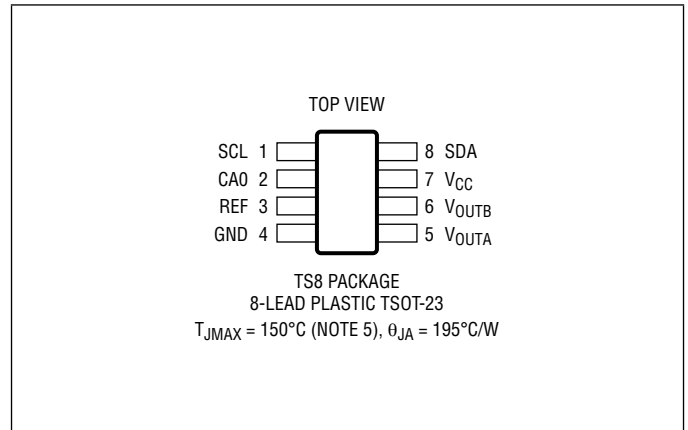 TOP VIEW
SCL 1
CA0 2
REF 3
GND 4
8 SDA
7 VCC
6 VOUTB
5 VOUTA
TS8 PACKAGE
8-LEAD PLASTIC TSOT-23
TJMAX = 150°C (NOTE 5), θJA = 195°C/W